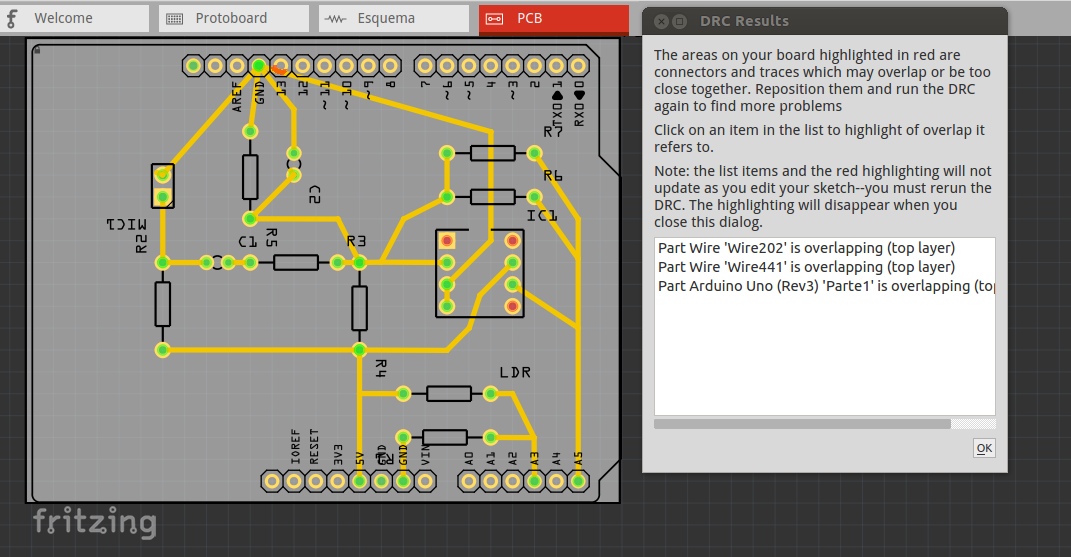 Welcome
Protoboard
Esquema
PCB
DRC Results
The areas on your board highlighted in red are
connectors and traces which may overlap or be too
close together. Reposition them and run the DRC
again to find more problems
Click on an item in the list to highlight of overlap it
refers to.
Note: the list items and the red highlighting will not
update as you edit your sketch--you must rerun the
DRC. The highlighting will disappear when you
close this dialog.
Part Wire 'Wire202' is overlapping (top layer)
Part Wire 'Wire441' is overlapping (top layer)
Part Arduino Uno (Rev3) 'Parte1' is overlapping (top
OK
AREF
GND
13
12
~11
~10
~9
8
7
~6
~5
4
~3
2
TX0 1
RX0 0
R7
R6
IC1
C2
MIC1
R2
C1
R5
R3
R4
LDR
IOREF
RESET
3V3
5V
GND
GND
VIN
A0
A1
A2
A3
A4
A5
fritzing